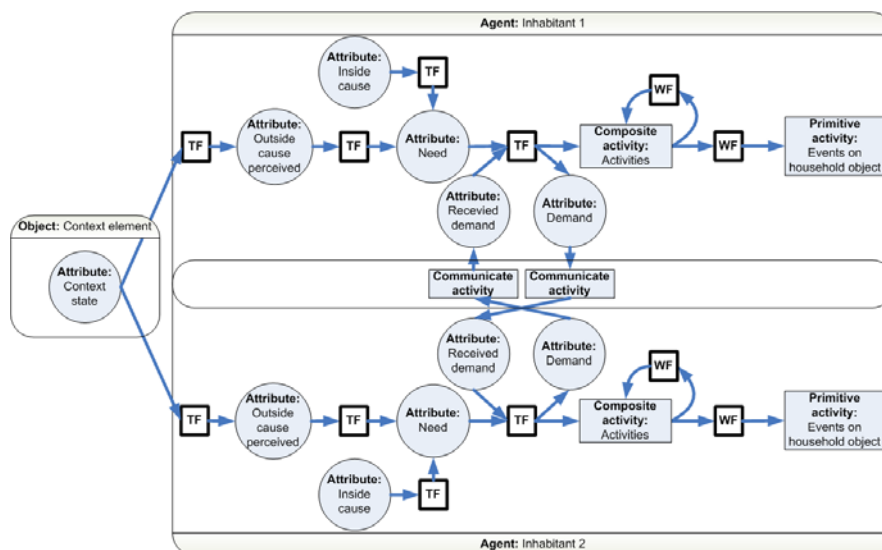 Agent: Inhabitant 1
Attribute:
Inside
cause
TF
WF
TF
Attribute:
Outside
cause
perceived
TF
Attribute:
Need
TF
Composite
activity:
Activities
WF
Primitive
activity:
Events on
household object
Attribute:
Recevied
demand
Attribute:
Demand
Object: Context element
Attribute:
Context
state
Communicate
activity
Communicate
activity
Attribute:
Received
demand
Attribute:
Demand
WF
TF
Attribute:
Outside
cause
perceived
TF
Attribute:
Need
TF
Composite
activity:
Activities
WF
Primitive
activity:
Events on
household object
Attribute:
Inside
cause
TF
Agent: Inhabitant 2